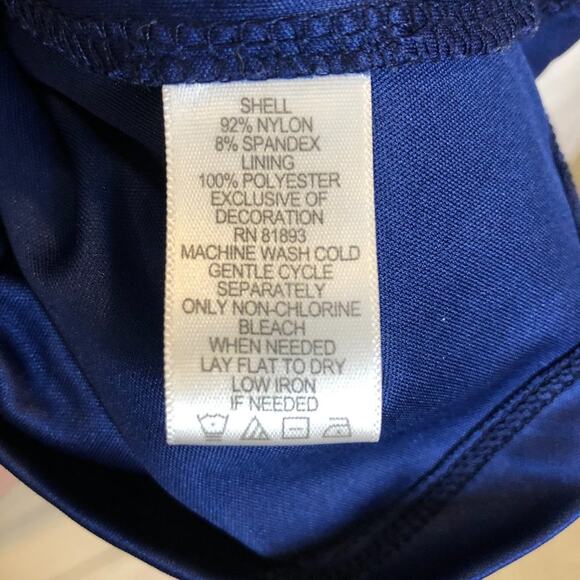 SHELL
92% NYLON
8% SPANDEX
LINING
100% POLYESTER
EXCLUSIVE OF
DECORATION
RN 81893
MACHINE WASH COLD
GENTLE CYCLE
SEPARATELY
ONLY NON-CHLORINE
BLEACH
WHEN NEEDED
LAY FLAT TO DRY
LOW IRON
IF NEEDED